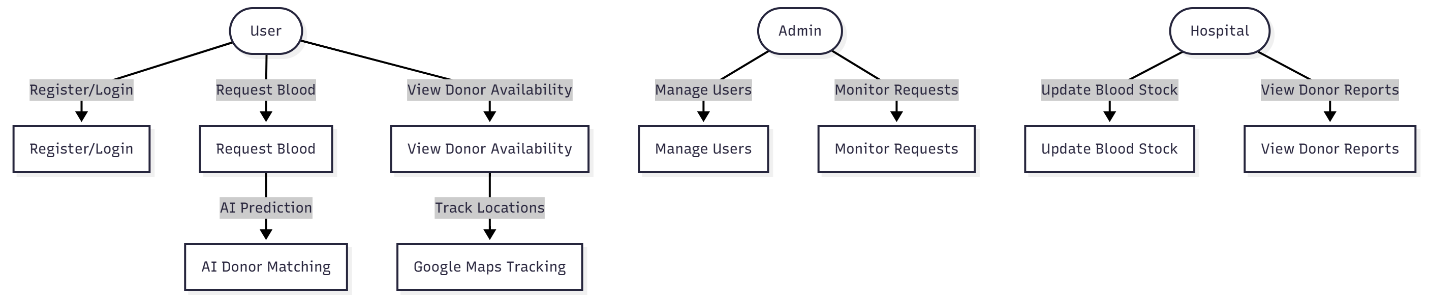 User
Admin
Hospital
Register/Login
Request Blood
View Donor Availability
Manage Users
Monitor Requests
Update Blood Stock
View Donor Reports
Register/Login
Request Blood
View Donor Availability
Manage Users
Monitor Requests
Update Blood Stock
View Donor Reports
AI Prediction
Track Locations
AI Donor Matching
Google Maps Tracking